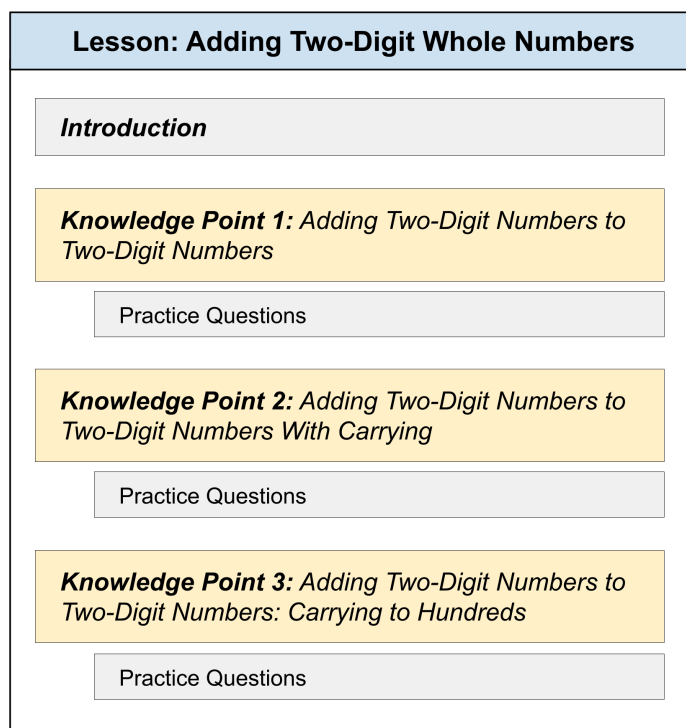 Lesson: Adding Two-Digit Whole Numbers
Introduction
Knowledge Point 1: Adding Two-Digit Numbers to
Two-Digit Numbers
Practice Questions
Knowledge Point 2: Adding Two-Digit Numbers to
Two-Digit Numbers With Carrying
Practice Questions
Knowledge Point 3: Adding Two-Digit Numbers to
Two-Digit Numbers: Carrying to Hundreds
Practice Questions